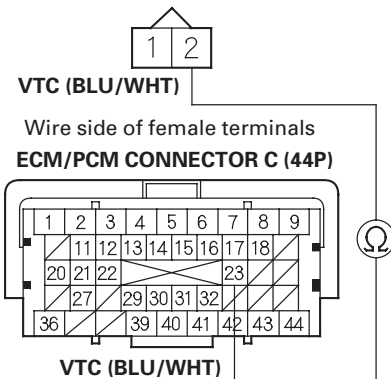 1 2
VTC (BLU/WHT)
Wire side of female terminals
ECM/PCM CONNECTOR C (44P)
1 2 3 4 5 6 7 8 9
11 12 13 14 15 16 17 18
20 21 22 23
27 29 30 31 32
36 39 40 41 42 43 44
Ω
VTC (BLU/WHT)